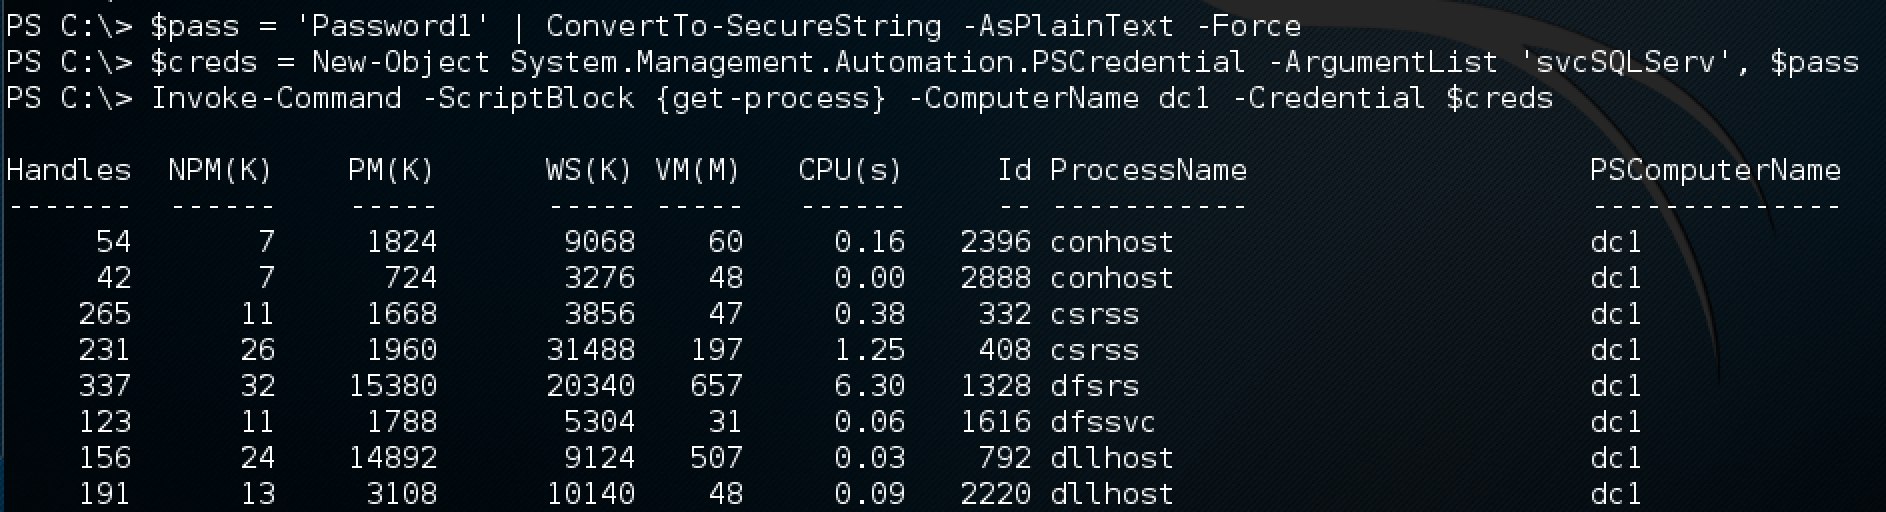 PS C:\> $pass = 'Password1' | ConvertTo-SecureString -AsPlainText -Force
PS C:\> $creds = New-Object System.Management.Automation.PSCredential -ArgumentList 'svcSQLServ', $pass
PS C:\> Invoke-Command -ScriptBlock {get-process} -ComputerName dc1 -Credential $creds
Handles  NPM(K)    PM(K)      WS(K) VM(M)   CPU(s)     Id ProcessName                   PSComputerName
-------  ------    -----      ----- -----   ------     -- -----------                   --------------
     54       7     1824       9068    60     0.16   2396 conhost                       dc1
     42       7      724       3276    48     0.00   2888 conhost                       dc1
    265      11     1668       3856    47     0.38    332 csrss                         dc1
    231      26     1960      31488   197     1.25    408 csrss                         dc1
    337      32    15380      20340   657     6.30   1328 dfsrs                         dc1
    123      11     1788       5304    31     0.06   1616 dfssvc                        dc1
    156      24    14892       9124   507     0.03    792 dllhost                       dc1
    191      13     3108      10140    48     0.09   2220 dllhost                       dc1